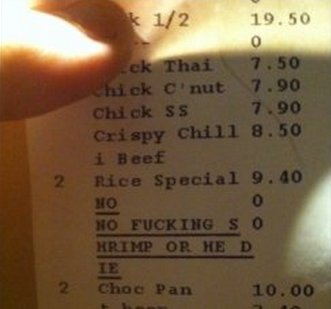 k 1/2 19.50
0
ick Thai 7.50
Chick C'nut 7.90
Chick SS 7.90
Crispy Chill 8.50
i Beef
2 Rice Special 9.40
NO 0
NO FUCKING S 0
HRIMP OR HE D
IE
2 Choc Pan 10.00